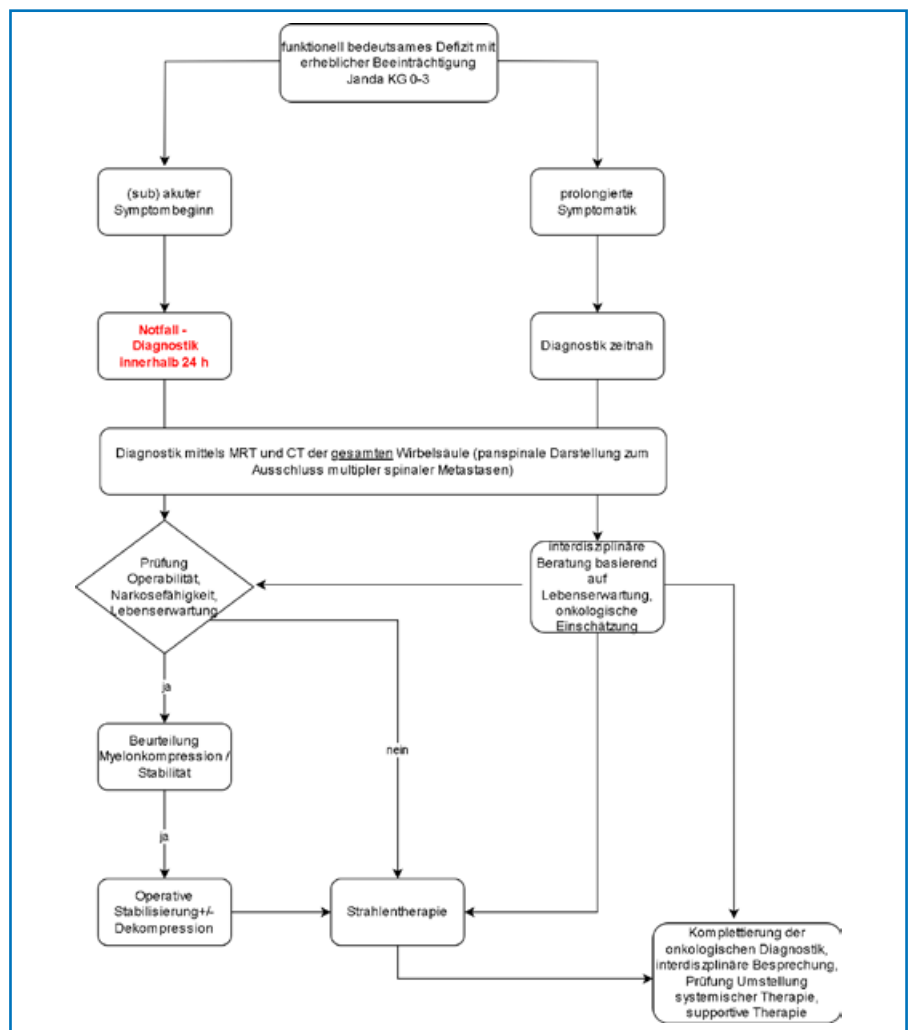 funktionell bedeutsames Defizit mit
erheblicher Beeinträchtigung
Janda KG 0-3
(sub) akuter
Symptombeginn
prolongierte
Symptomatik
Notfall -
Diagnostik
innerhalb 24 h
Diagnostik zeitnah
Diagnostik mittels MRT und CT der gesamten Wirbelsäule (panspinale Darstellung zum
Ausschluss multipler spinaler Metastasen)
Prüfung
Operabilität,
Narkosefähigkeit,
Lebenserwartung
interdisziplinäre
Beratung basierend
auf
Lebenserwartung,
onkologische
Einschätzung
ja
Beurteilung
Myelonkompression /
Stabilität
nein
ja
Operative
Stabilisierung+/-
Dekompression
Strahlentherapie
Komplettierung der
onkologischen Diagnostik,
interdiszplinäre Besprechung,
Prüfung Umstellung
systemischer Therapie,
supportive Therapie